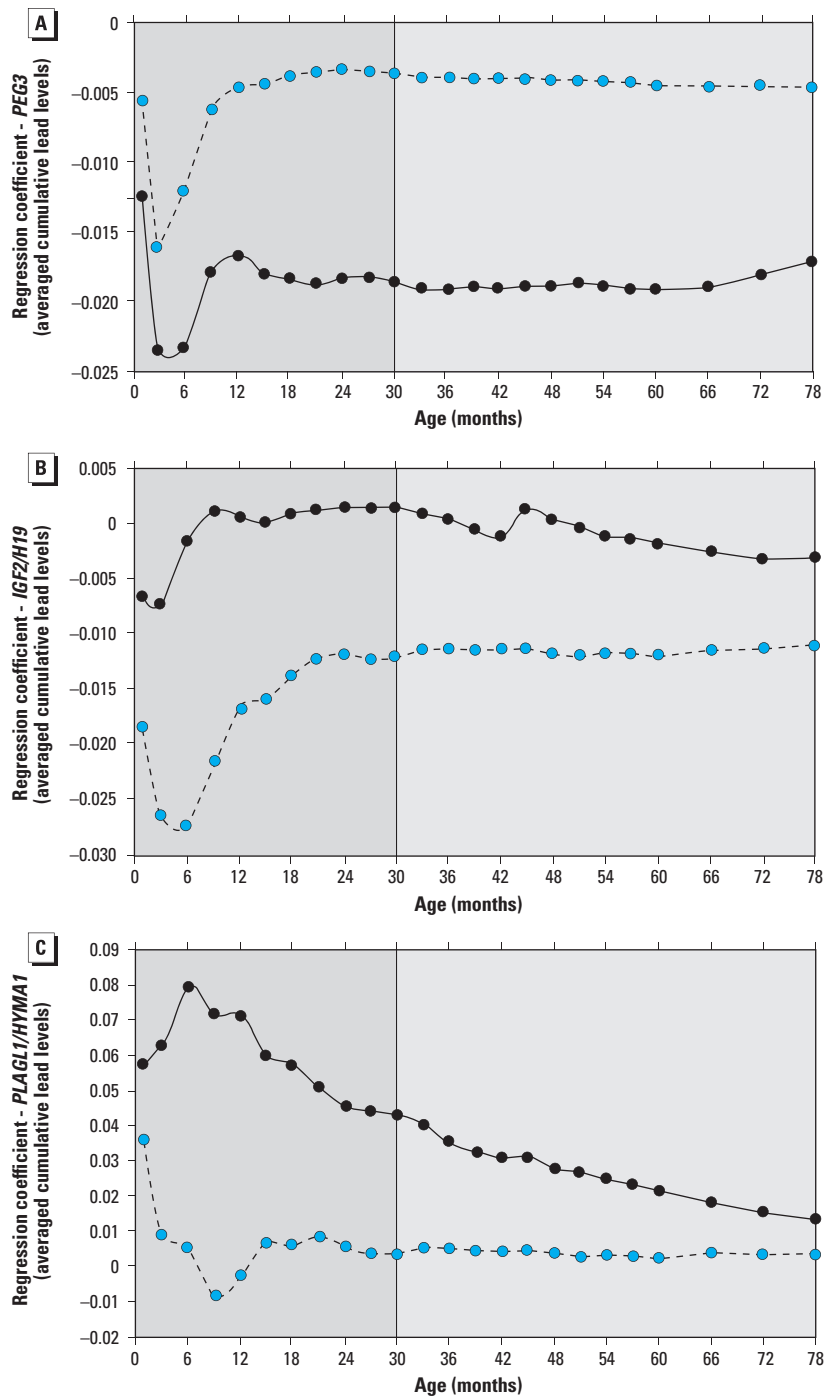 A
Regression coefficient - PEG3
(averaged cumulative lead levels)
0
–0.005
–0.010
–0.015
–0.020
–0.025
0 6 12 18 24 30 36 42 48 54 60 66 72 78
Age (months)
B
Regression coefficient - IGF2/H19
(averaged cumulative lead levels)
0.005
0
–0.005
–0.010
–0.015
–0.020
–0.025
–0.030
0 6 12 18 24 30 36 42 48 54 60 66 72 78
Age (months)
C
Regression coefficient - PLAGL1/HYMA1
(averaged cumulative lead levels)
0.09
0.08
0.07
0.06
0.05
0.04
0.03
0.02
0.01
0
–0.01
–0.02
0 6 12 18 24 30 36 42 48 54 60 66 72 78
Age (months)